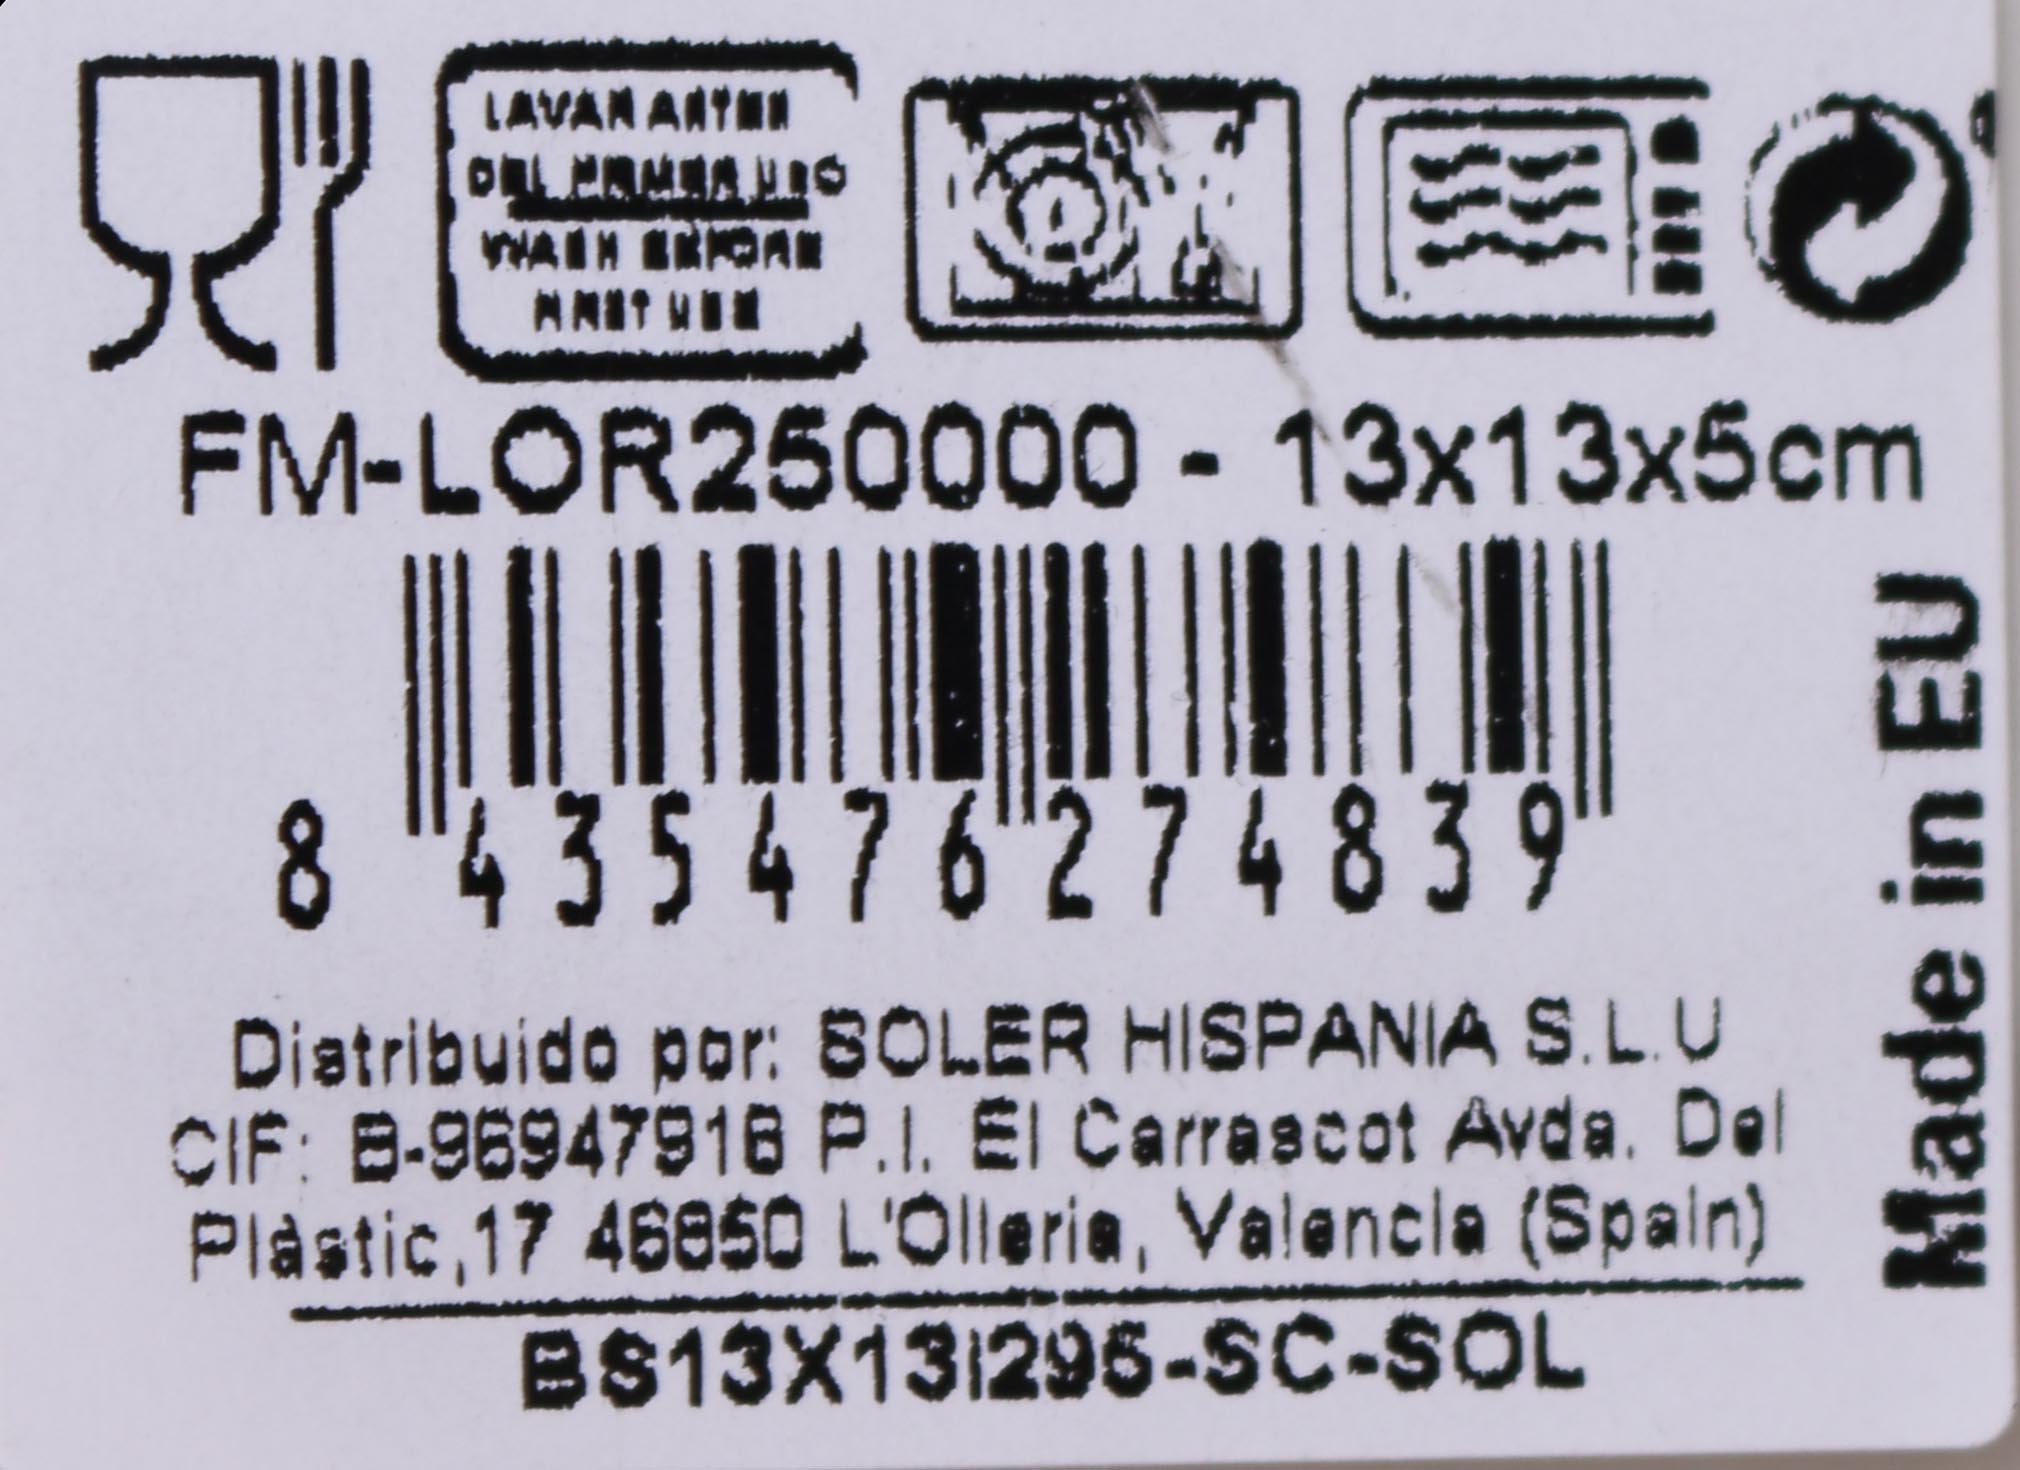 LAVAR ANTES
DEL PRIMER USO
WASH BEFORE
FIRST USE
FM-LOR250000 - 13x13x5cm
8 435476 274839
Distribuido por: SOLER HISPANIA S.L.U
CIF: B-96947916 P.I. El Carrascot Avda. Del
Plàstic,17 46850 L'Olleria, Valencia (Spain)
BS13X13I295-SC-SOL
Made in EU